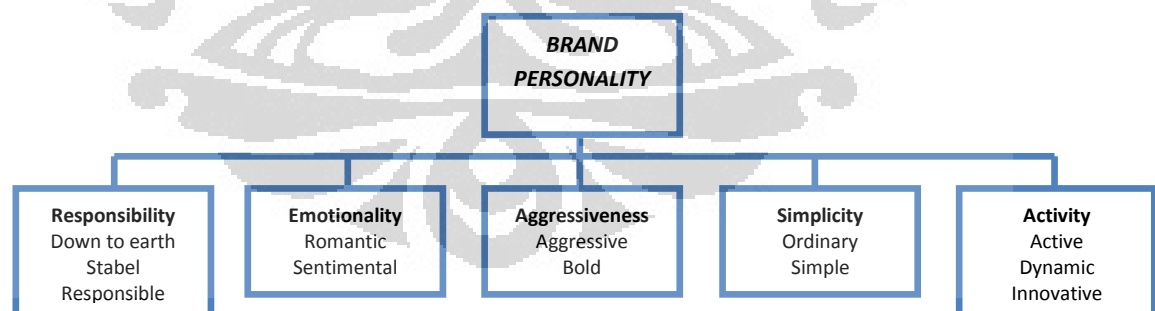 BRAND
PERSONALITY
Responsibility
Down to earth
Stabel
Responsible
Emotionality
Romantic
Sentimental
Aggressiveness
Aggressive
Bold
Simplicity
Ordinary
Simple
Activity
Active
Dynamic
Innovative